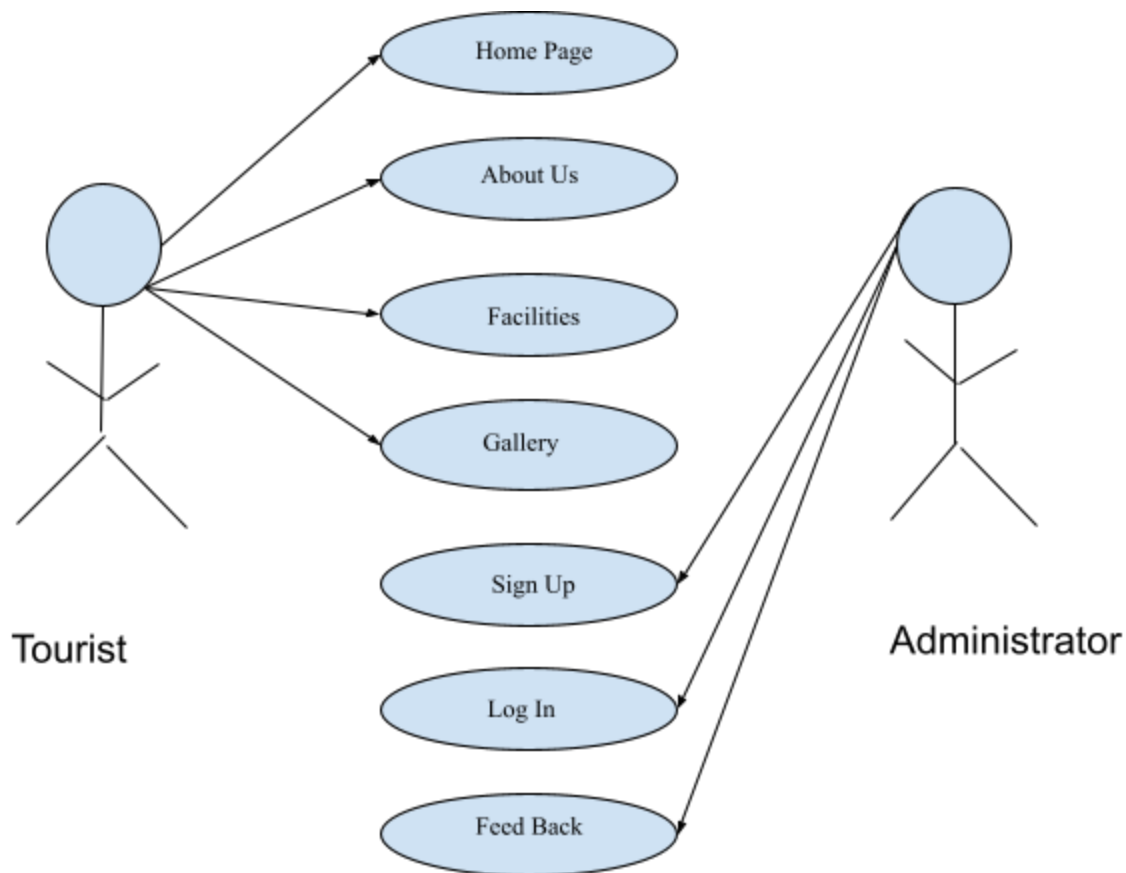 Home Page
About Us
Facilities
Gallery
Sign Up
Tourist
Administrator
Log In
Feed Back